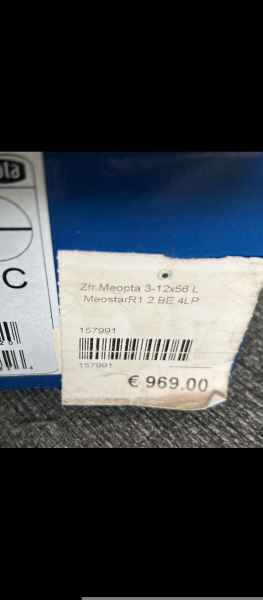 C
Zfr.Meopta 3-12x56 L
MeostarR1 2.BE 4LP
157991
157991
€ 969.00